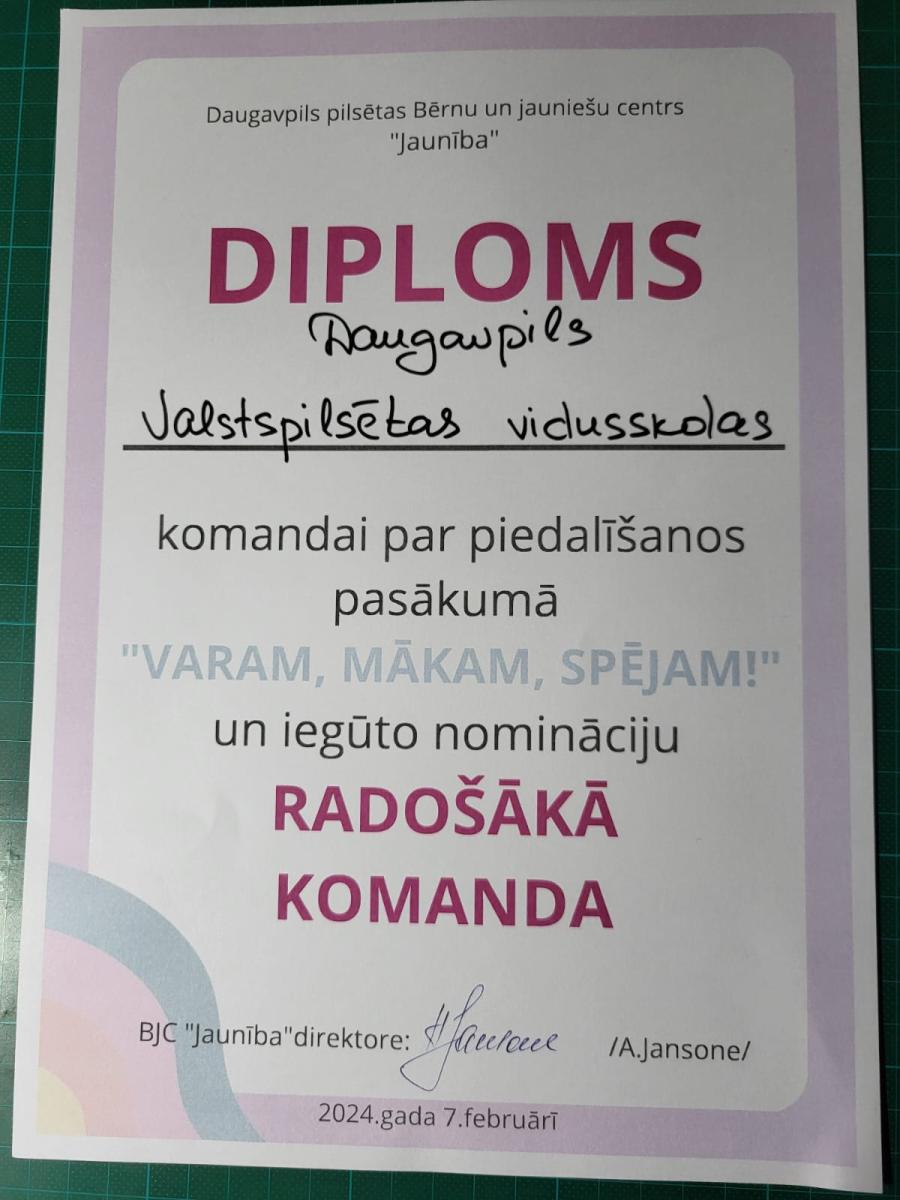 Daugavpils pilsētas Bērnu un jauniešu centrs
"Jaunība"
DIPLOMS
Daugavpils
Valstspilsētas vidusskolas
komandai par piedalīšanos
pasākumā
"VARAM, MĀKAM, SPĒJAM!"
un iegūto nomināciju
RADOŠĀKĀ
KOMANDA
BJC "Jaunība"direktore: AJansone /A.Jansone/
2024.gada 7.februārī